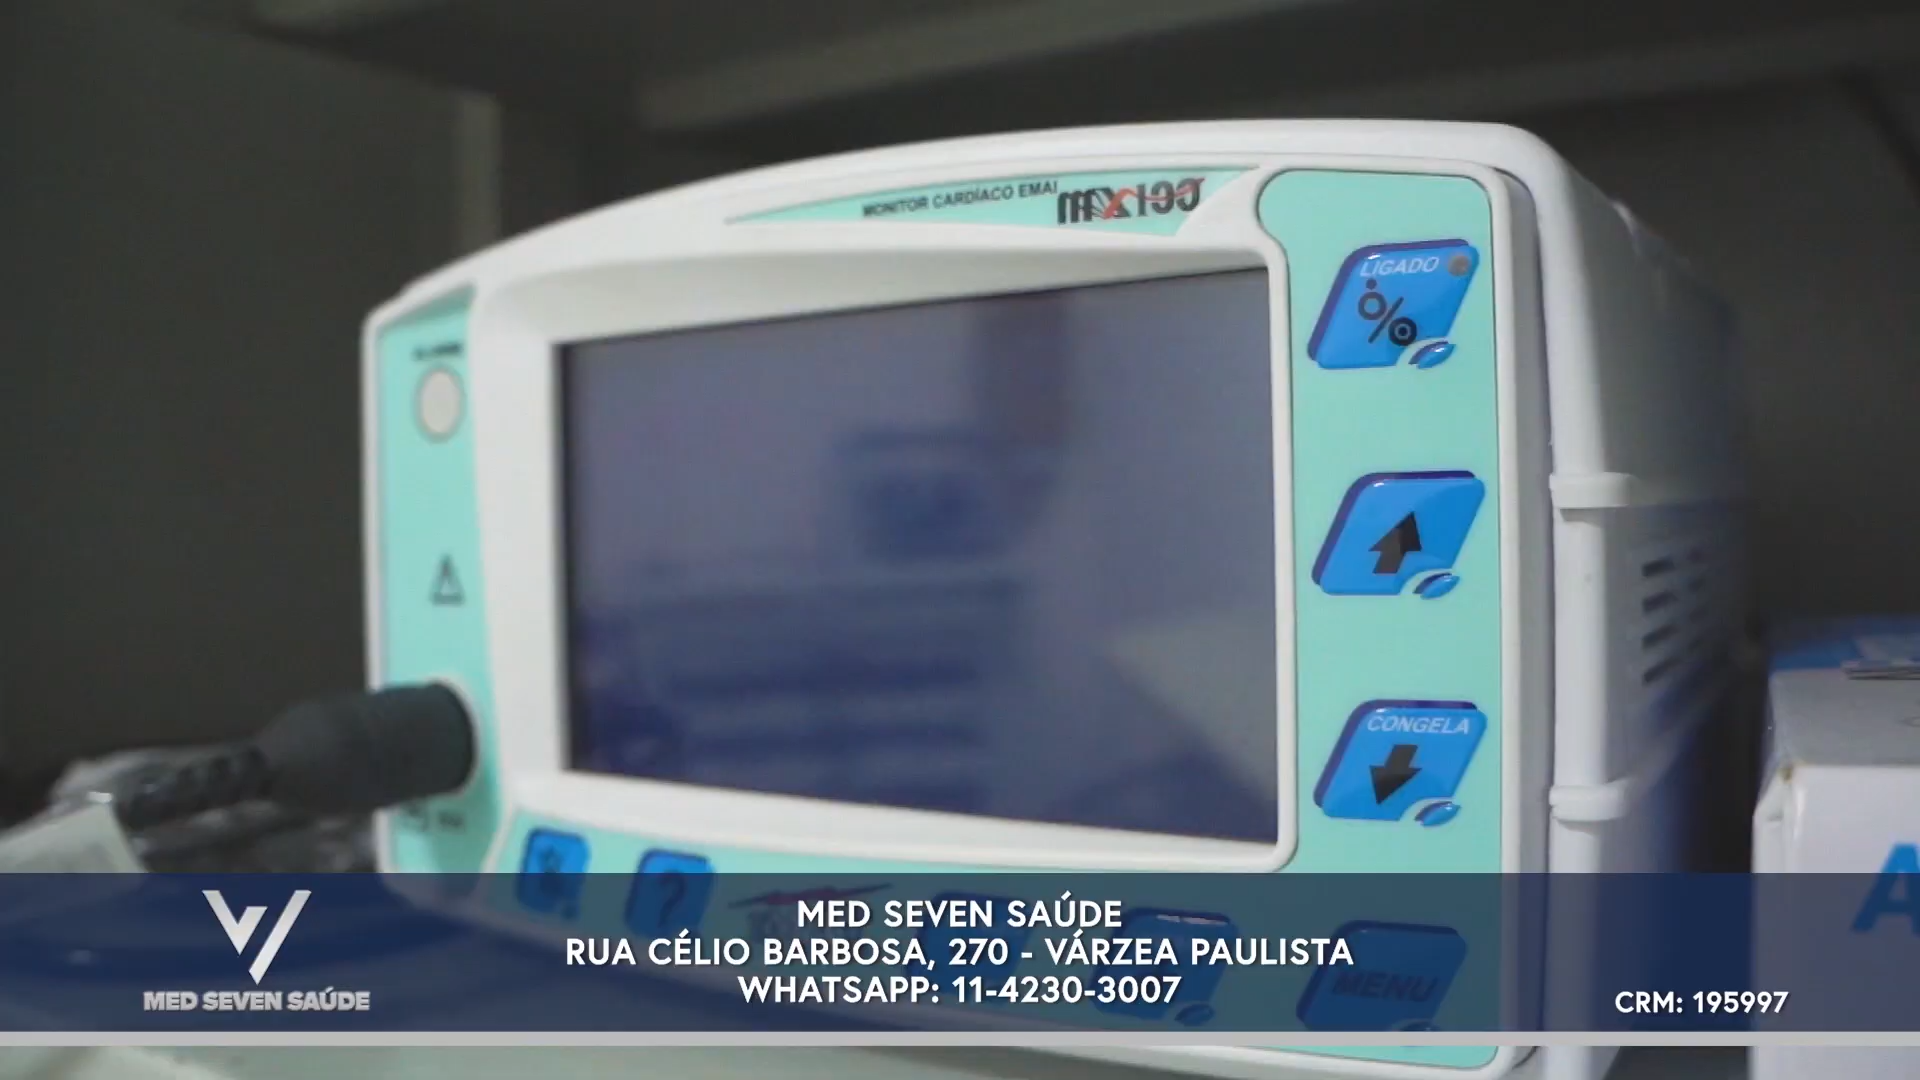 MONITOR CARDÍACO EMAI
MX100
LIGADO
%
CONGELA
?
MENU
A
MED SEVEN SAÚDE
RUA CÉLIO BARBOSA, 270 - VÁRZEA PAULISTA
WHATSAPP: 11-4230-3007
MED SEVEN SAÚDE
CRM: 195997